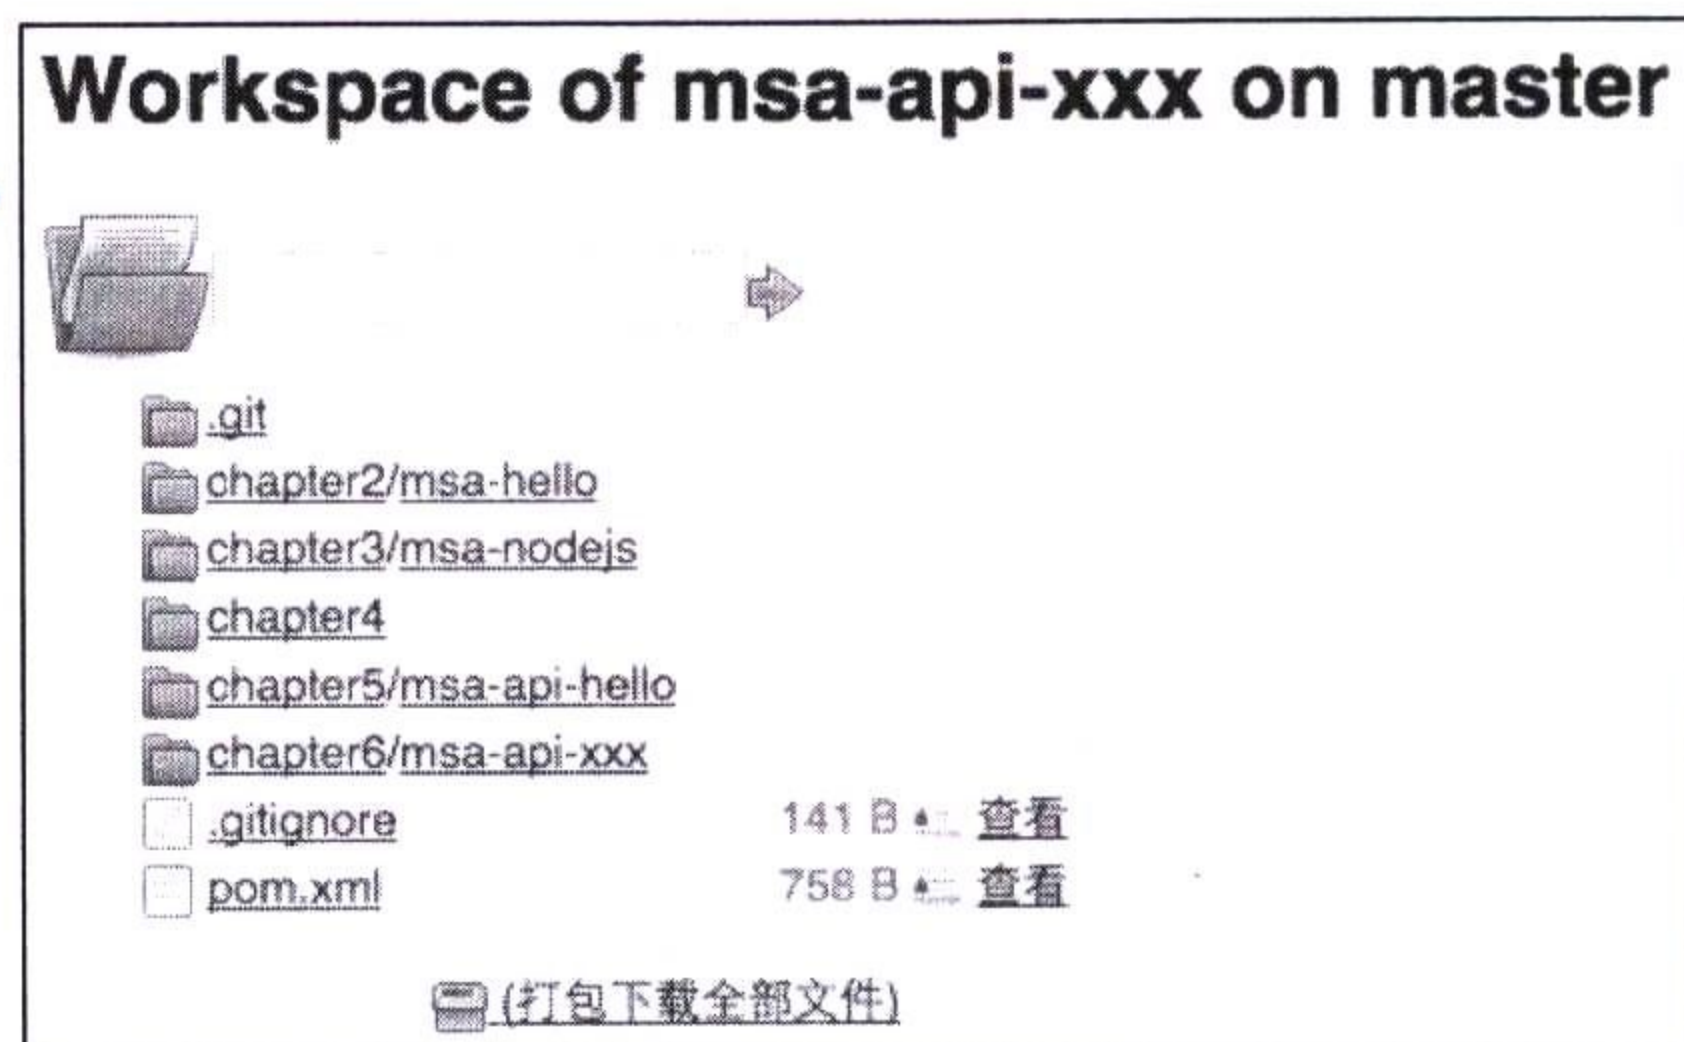 Workspace of msa-api-xxx on master
.git
chapter2/msa-hello
chapter3/msa-nodejs
chapter4
chapter5/msa-api-hello
chapter6/msa-api-xxx
.gitignore 141 B 查看
pom.xml 758 B 查看
(打包下载全部文件)